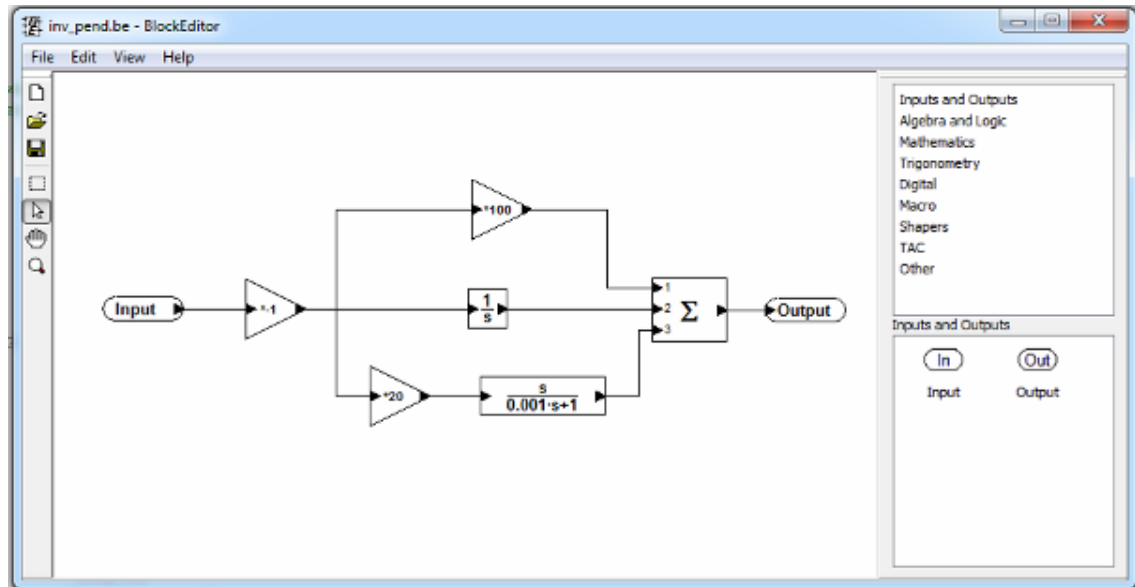 inv_pend.be - BlockEditor
File Edit View Help
*100
Input
*-1
1
s
1
2
3
Σ
Output
*20
s
0.001·s+1
Inputs and Outputs
Algebra and Logic
Mathematics
Trigonometry
Digital
Macro
Shapers
TAC
Other
Inputs and Outputs
In
Out
Input
Output